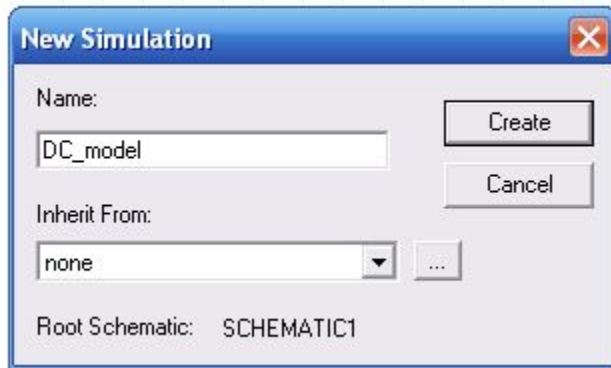 New Simulation
Name:
Create
DC_model
Cancel
Inherit From:
none
...
Root Schematic: SCHEMATIC1